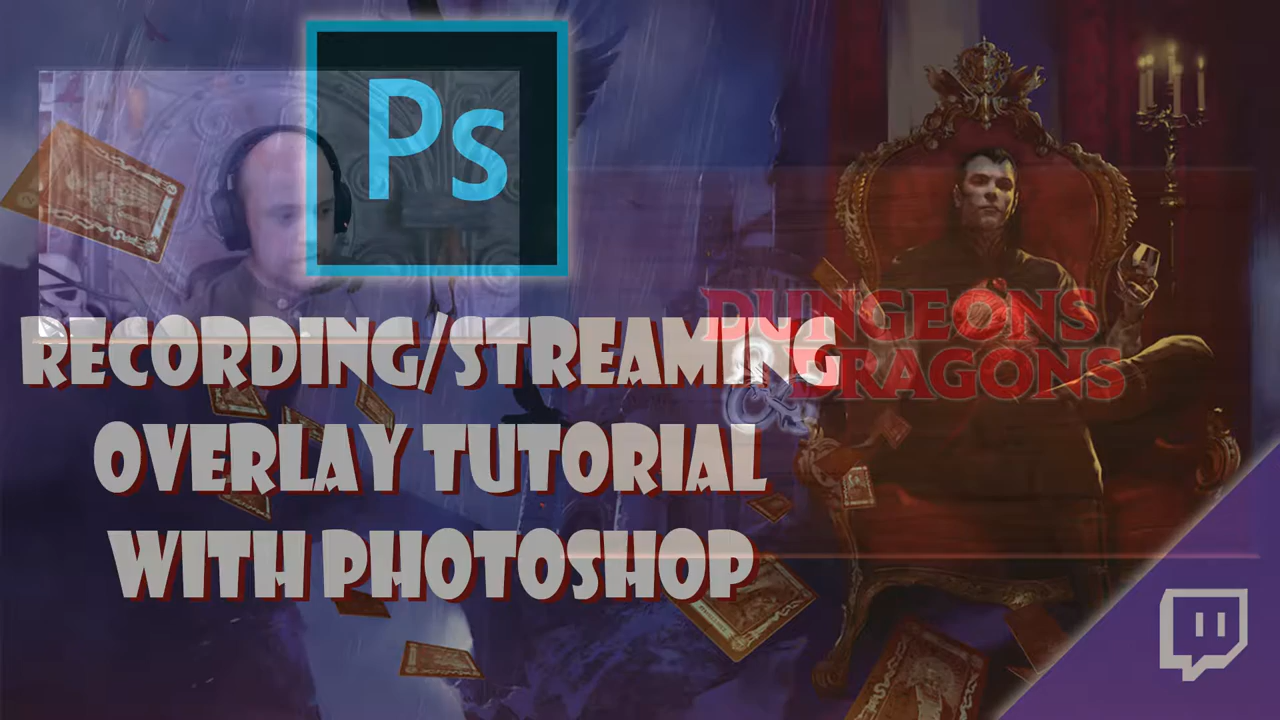 Ps
RECORDING/STREAMING
OVERLAY TUTORIAL
WITH PHOTOSHOP
DUNGEONS
DRAGONS